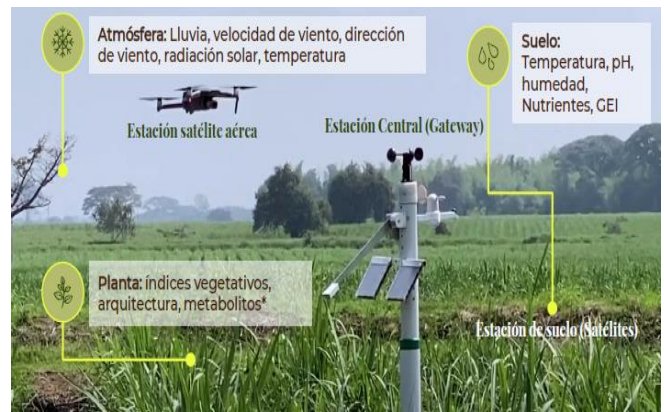 Atmósfera: Lluvia, velocidad de viento, dirección
de viento, radiación solar, temperatura
Suelo:
Temperatura, pH,
humedad,
Nutrientes, GEI
Estación satélite aérea
Estación Central (Gateway)
Planta: índices vegetativos,
arquitectura, metabolitos*
Estación de suelo (Satélites)